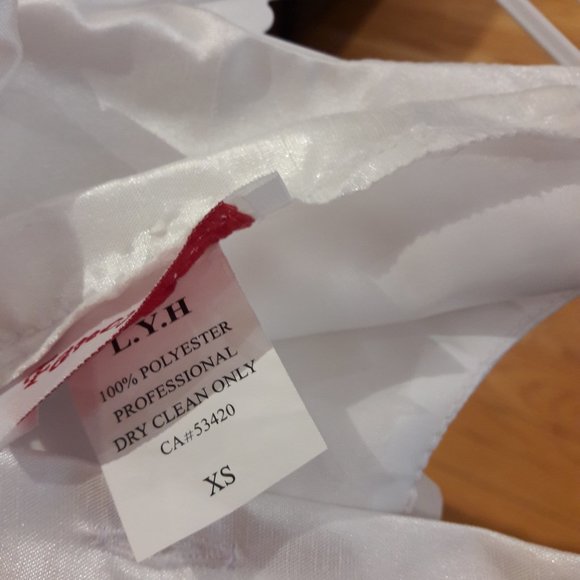 L.Y.H
100% POLYESTER
PROFESSIONAL
DRY CLEAN ONLY
CA#53420
XS